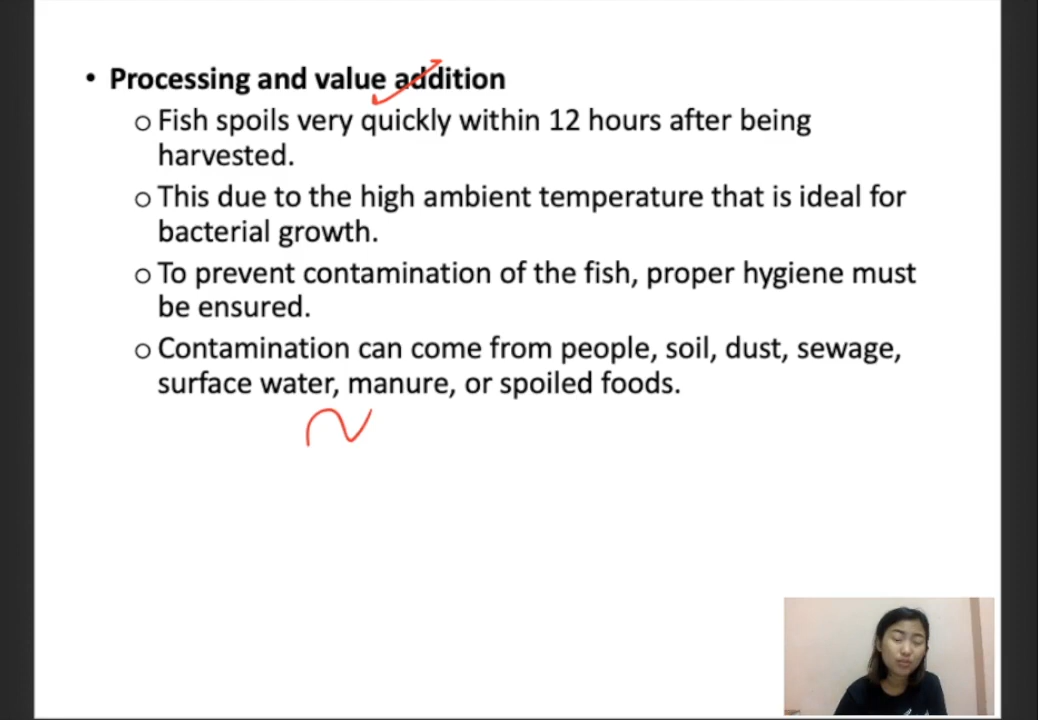 • Processing and value addition
o Fish spoils very quickly within 12 hours after being
harvested.
o This due to the high ambient temperature that is ideal for
bacterial growth.
o To prevent contamination of the fish, proper hygiene must
be ensured.
o Contamination can come from people, soil, dust, sewage,
surface water, manure, or spoiled foods.